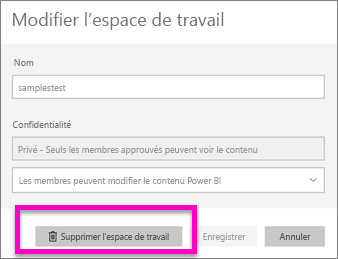 Modifier l'espace de travail
Nom
samplestest
Confidentialité
Privé - Seuls les membres approuvés peuvent voir le contenu
Les membres peuvent modifier le contenu Power BI
Supprimer l'espace de travail Enregistrer Annuler